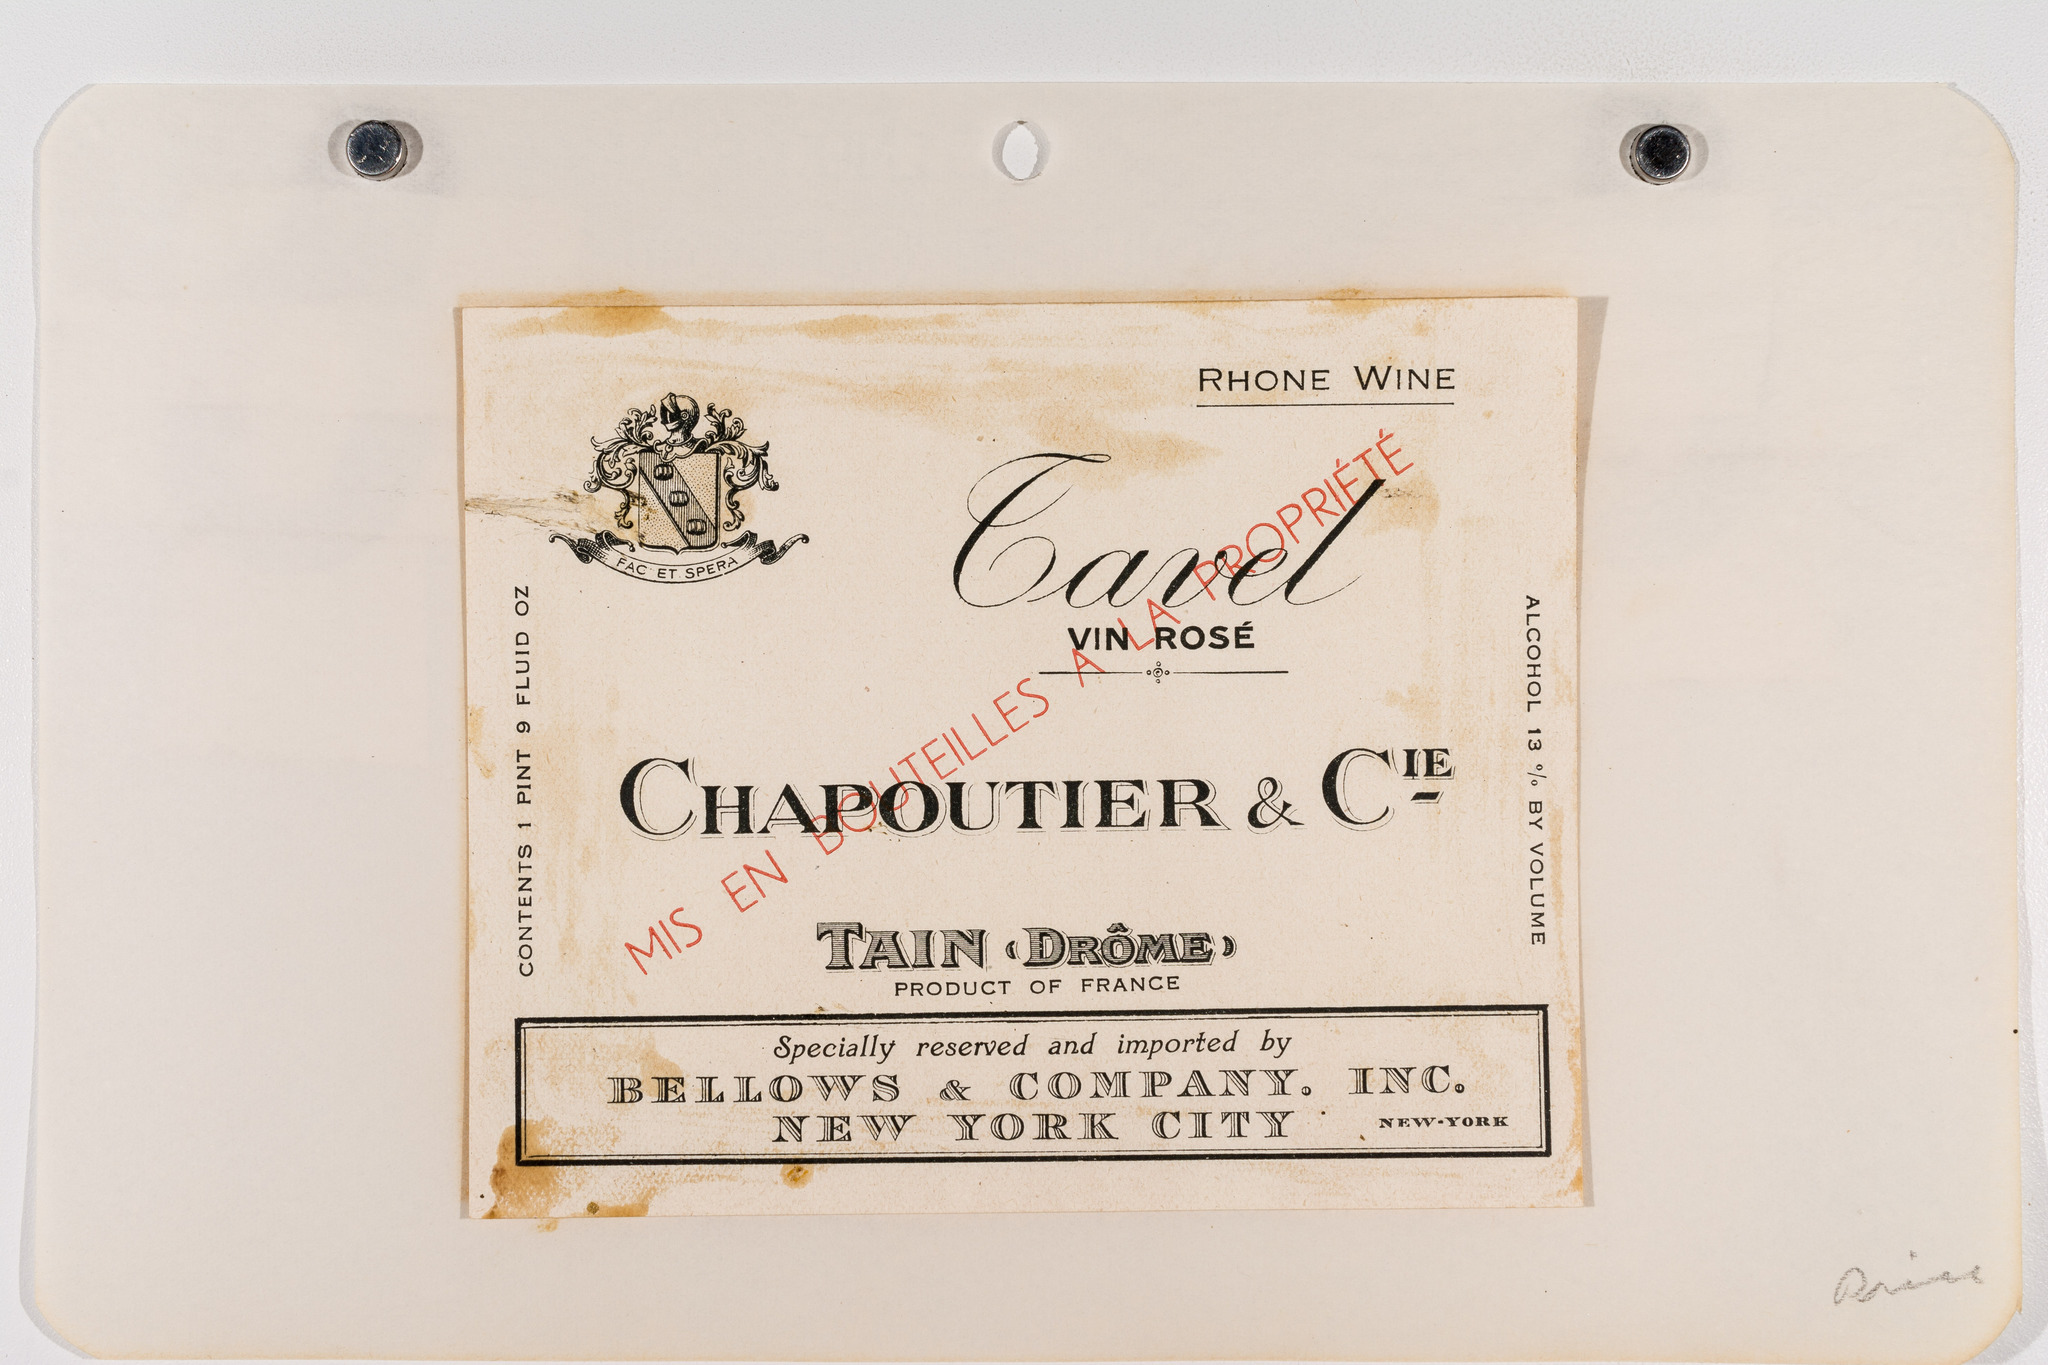 RHONE WINE
FAC ET SPERA
Tavel
VIN ROSÉ
MIS EN BOUTEILLES A LA PROPRIÉTÉ
CONTENTS 1 PINT 9 FLUID OZ
ALCOHOL 13 % BY VOLUME
CHAPOUTIER & CIE
TAIN (DRÔME)
PRODUCT OF FRANCE
Specially reserved and imported by
BELLOWS & COMPANY. INC.
NEW YORK CITY NEW-YORK